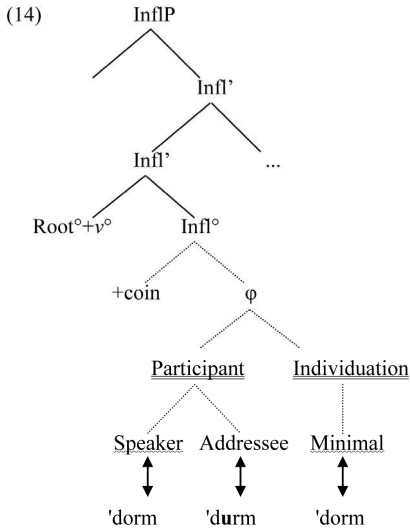 (14) InflP
Infl’
Infl’ ...
Root°+v° Infl°
+coin φ
Participant Individuation
Speaker Addressee Minimal
'dorm 'durm 'dorm